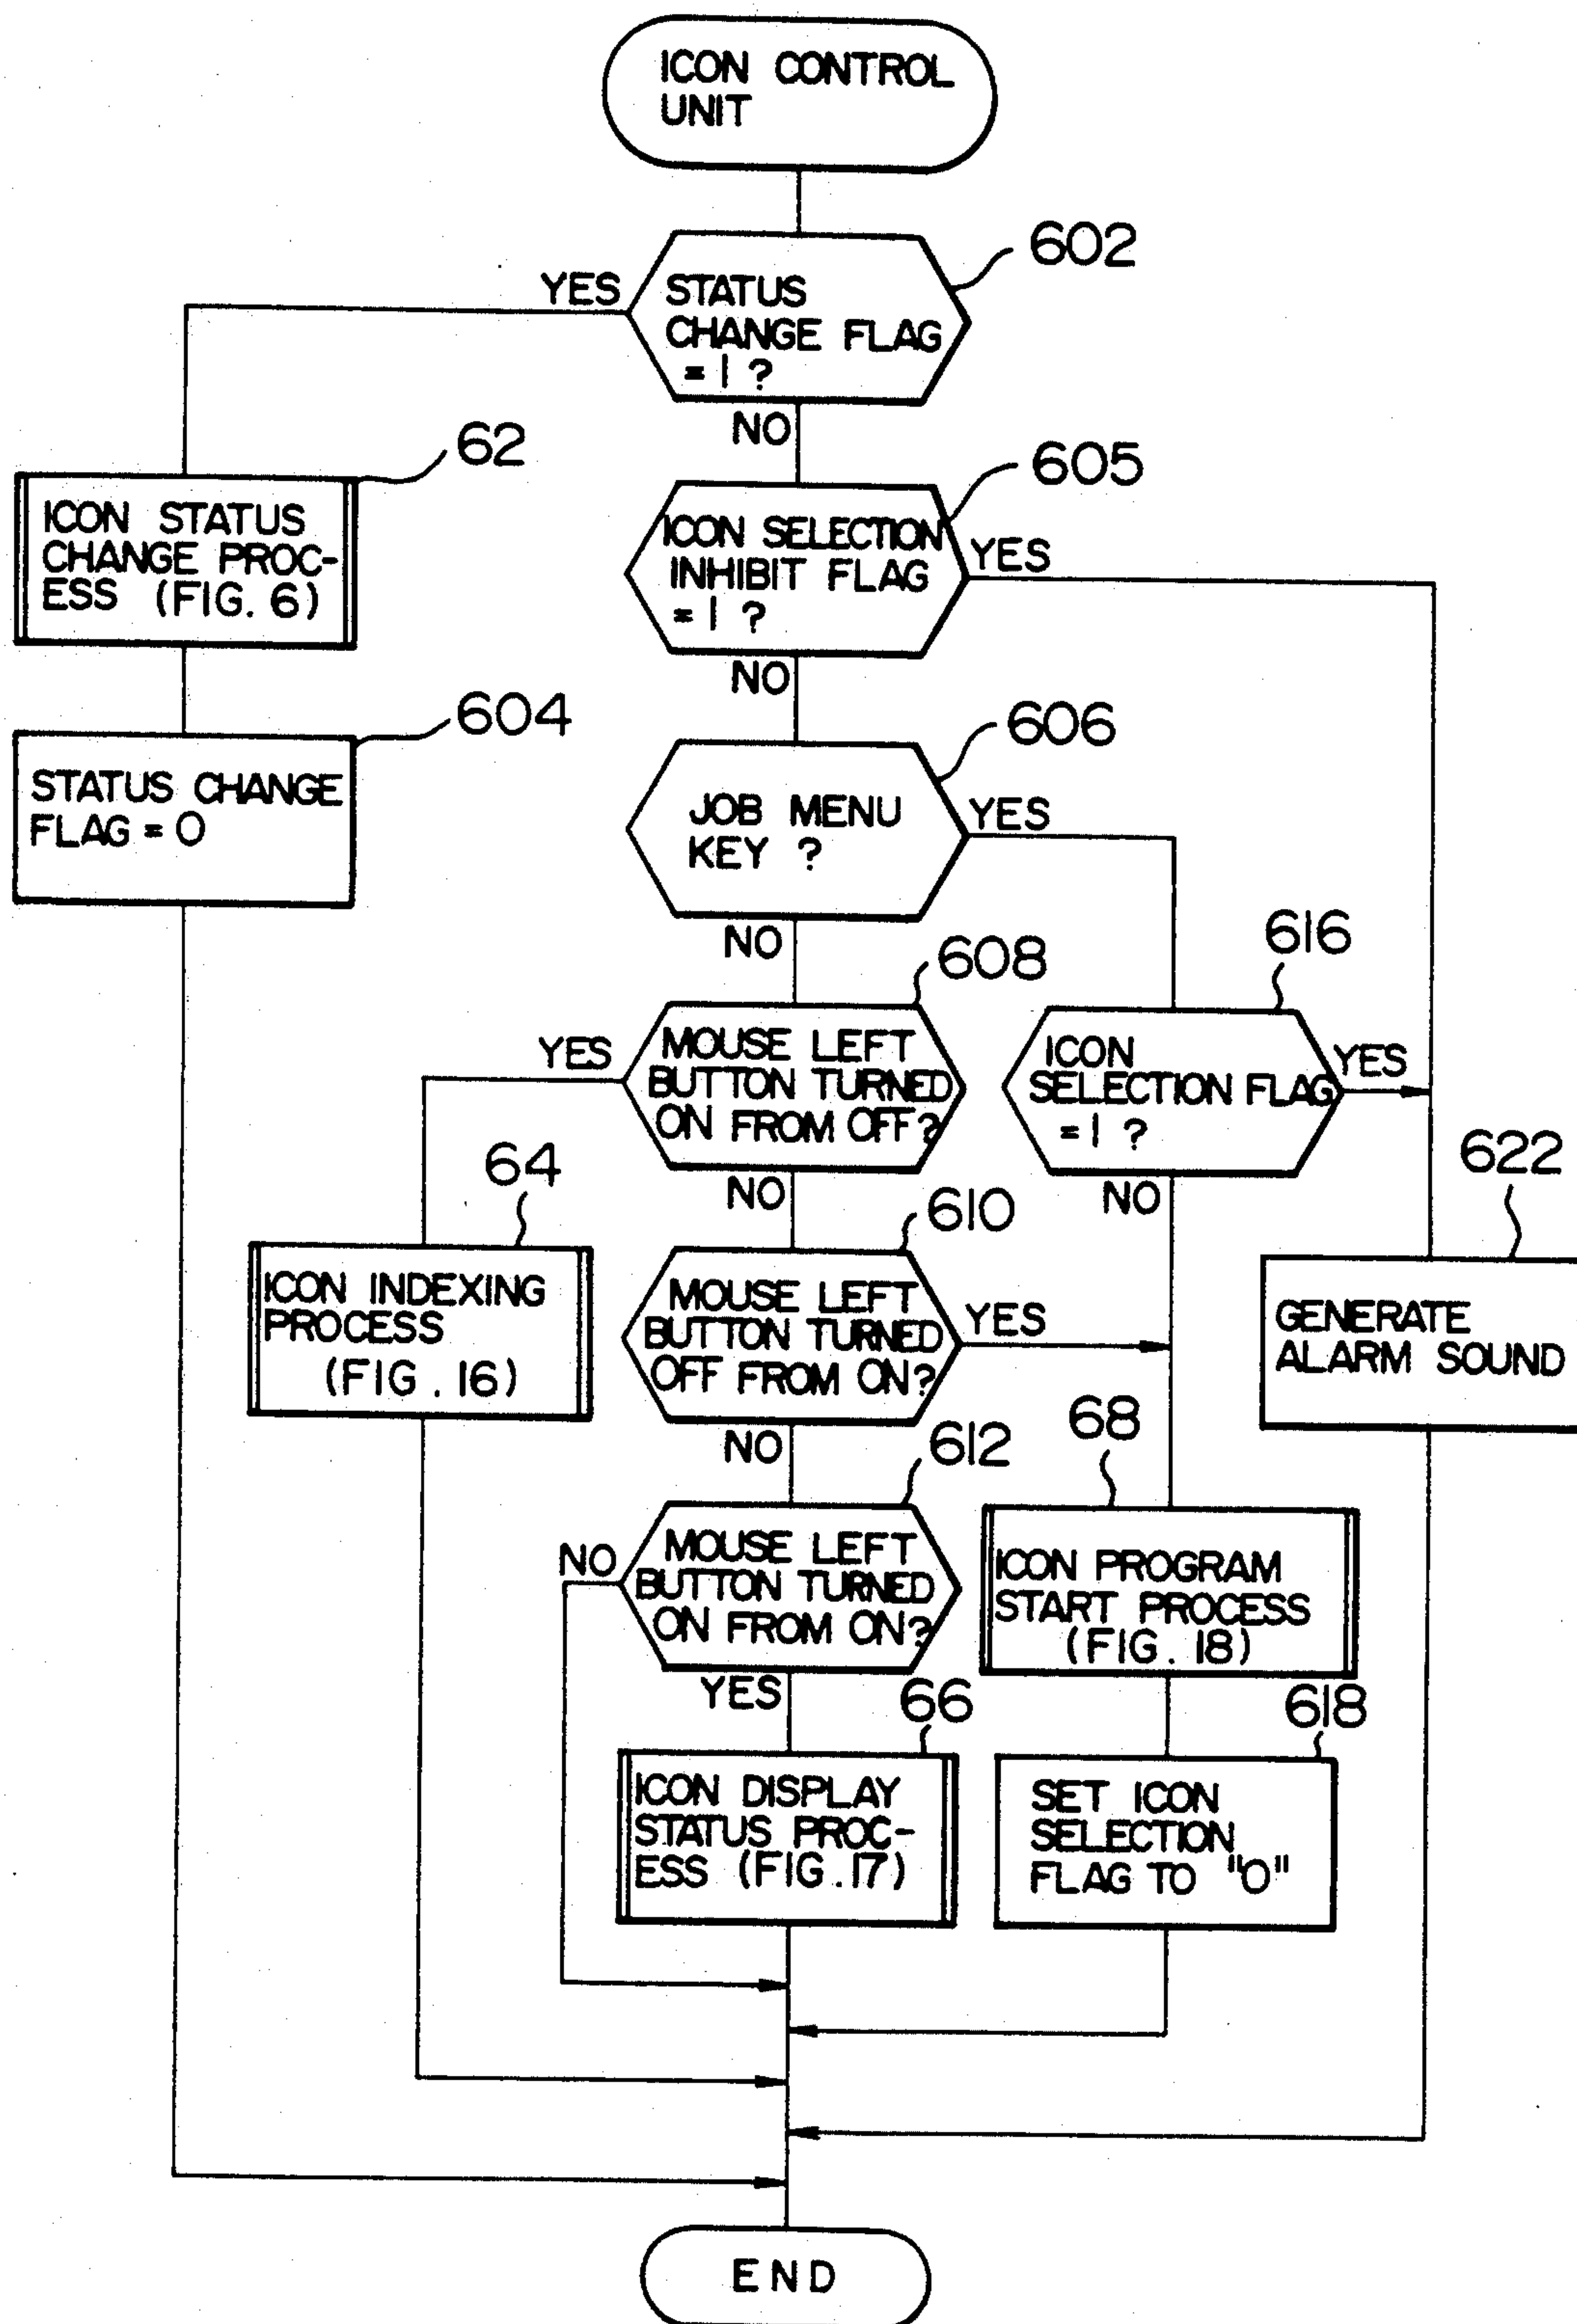 ICON CONTROL
UNIT
602
YES
STATUS
CHANGE FLAG
= 1 ?
NO
62
ICON STATUS
CHANGE PROC-
ESS (FIG. 6)
605
ICON SELECTION
INHIBIT FLAG
= 1 ?
YES
NO
604
STATUS CHANGE
FLAG = 0
606
JOB MENU
KEY ?
YES
NO
608
YES
MOUSE LEFT
BUTTON TURNED
ON FROM OFF?
NO
616
ICON
SELECTION FLAG
= 1 ?
YES
NO
64
ICON INDEXING
PROCESS
(FIG. 16)
610
MOUSE LEFT
BUTTON TURNED
OFF FROM ON?
YES
NO
622
GENERATE
ALARM SOUND
612
NO
MOUSE LEFT
BUTTON TURNED
ON FROM ON?
YES
68
ICON PROGRAM
START PROCESS
(FIG. 18)
66
ICON DISPLAY
STATUS PROC-
ESS (FIG. 17)
618
SET ICON
SELECTION
FLAG TO "0"
END